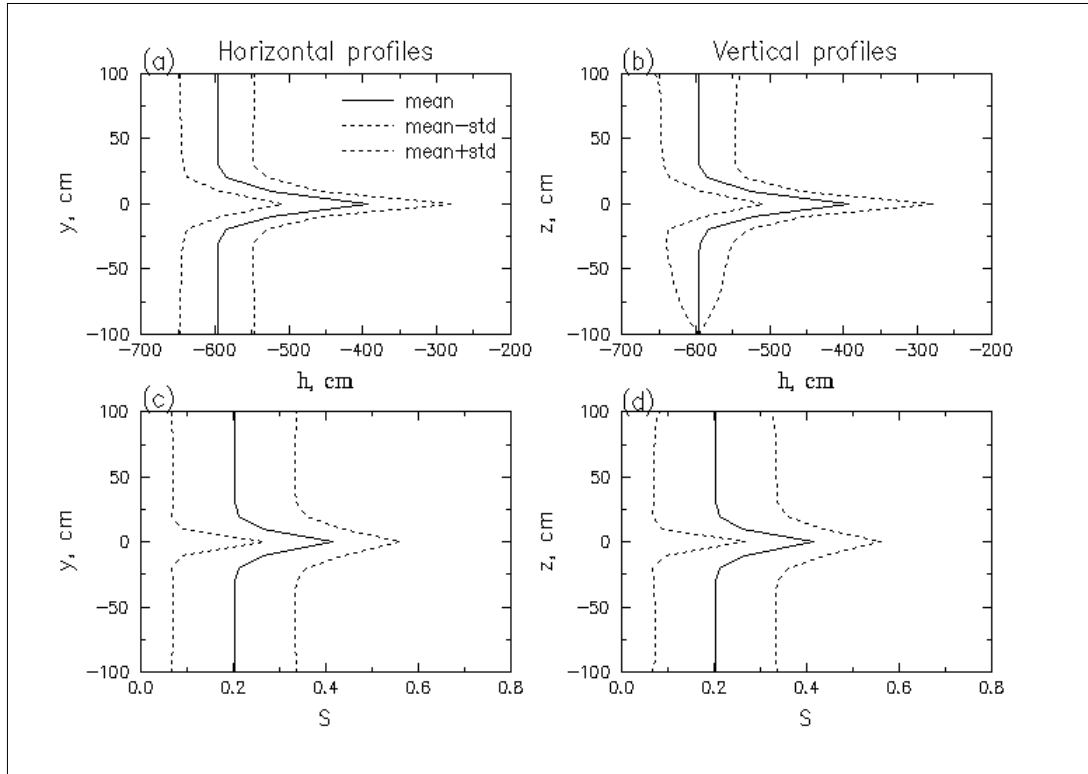 Horizontal profiles
Vertical profiles
(a)
mean
mean−std
mean+std
100
50
0
−50
−100
y, cm
−700
−600
−500
−400
−300
−200
h, cm
(b)
100
50
0
−50
−100
z, cm
−700
−600
−500
−400
−300
−200
h, cm
(c)
100
50
0
−50
−100
y, cm
0.0
0.2
0.4
0.6
0.8
S
(d)
100
50
0
−50
−100
z, cm
0.0
0.2
0.4
0.6
0.8
S